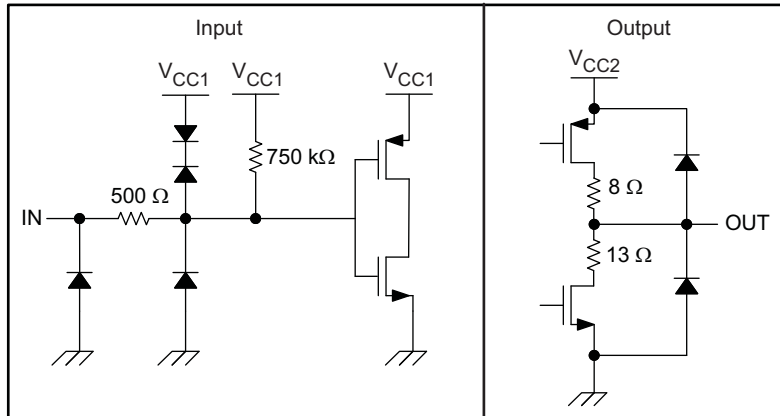 Input
VCC1
VCC1
VCC1
750 kΩ
500 Ω
IN
Output
VCC2
8 Ω
OUT
13 Ω